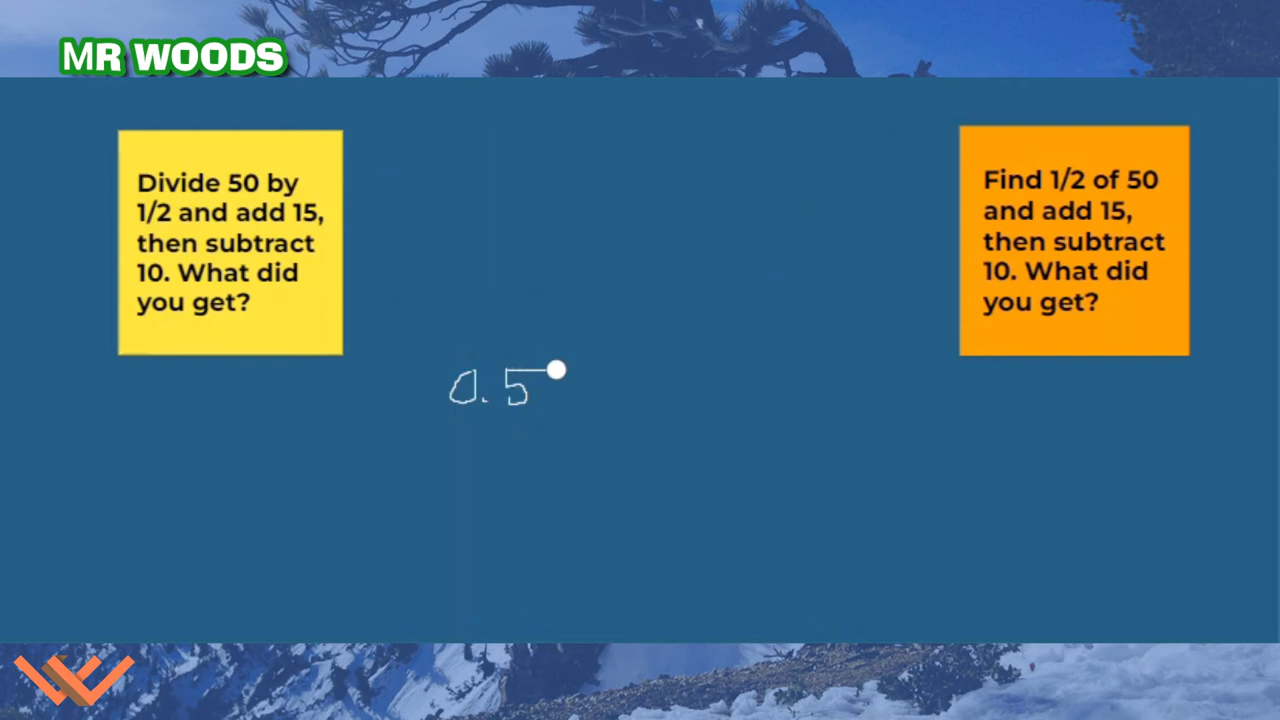 MR WOODS
Divide 50 by
1/2 and add 15,
then subtract
10. What did
you get?
Find 1/2 of 50
and add 15,
then subtract
10. What did
you get?
0.5